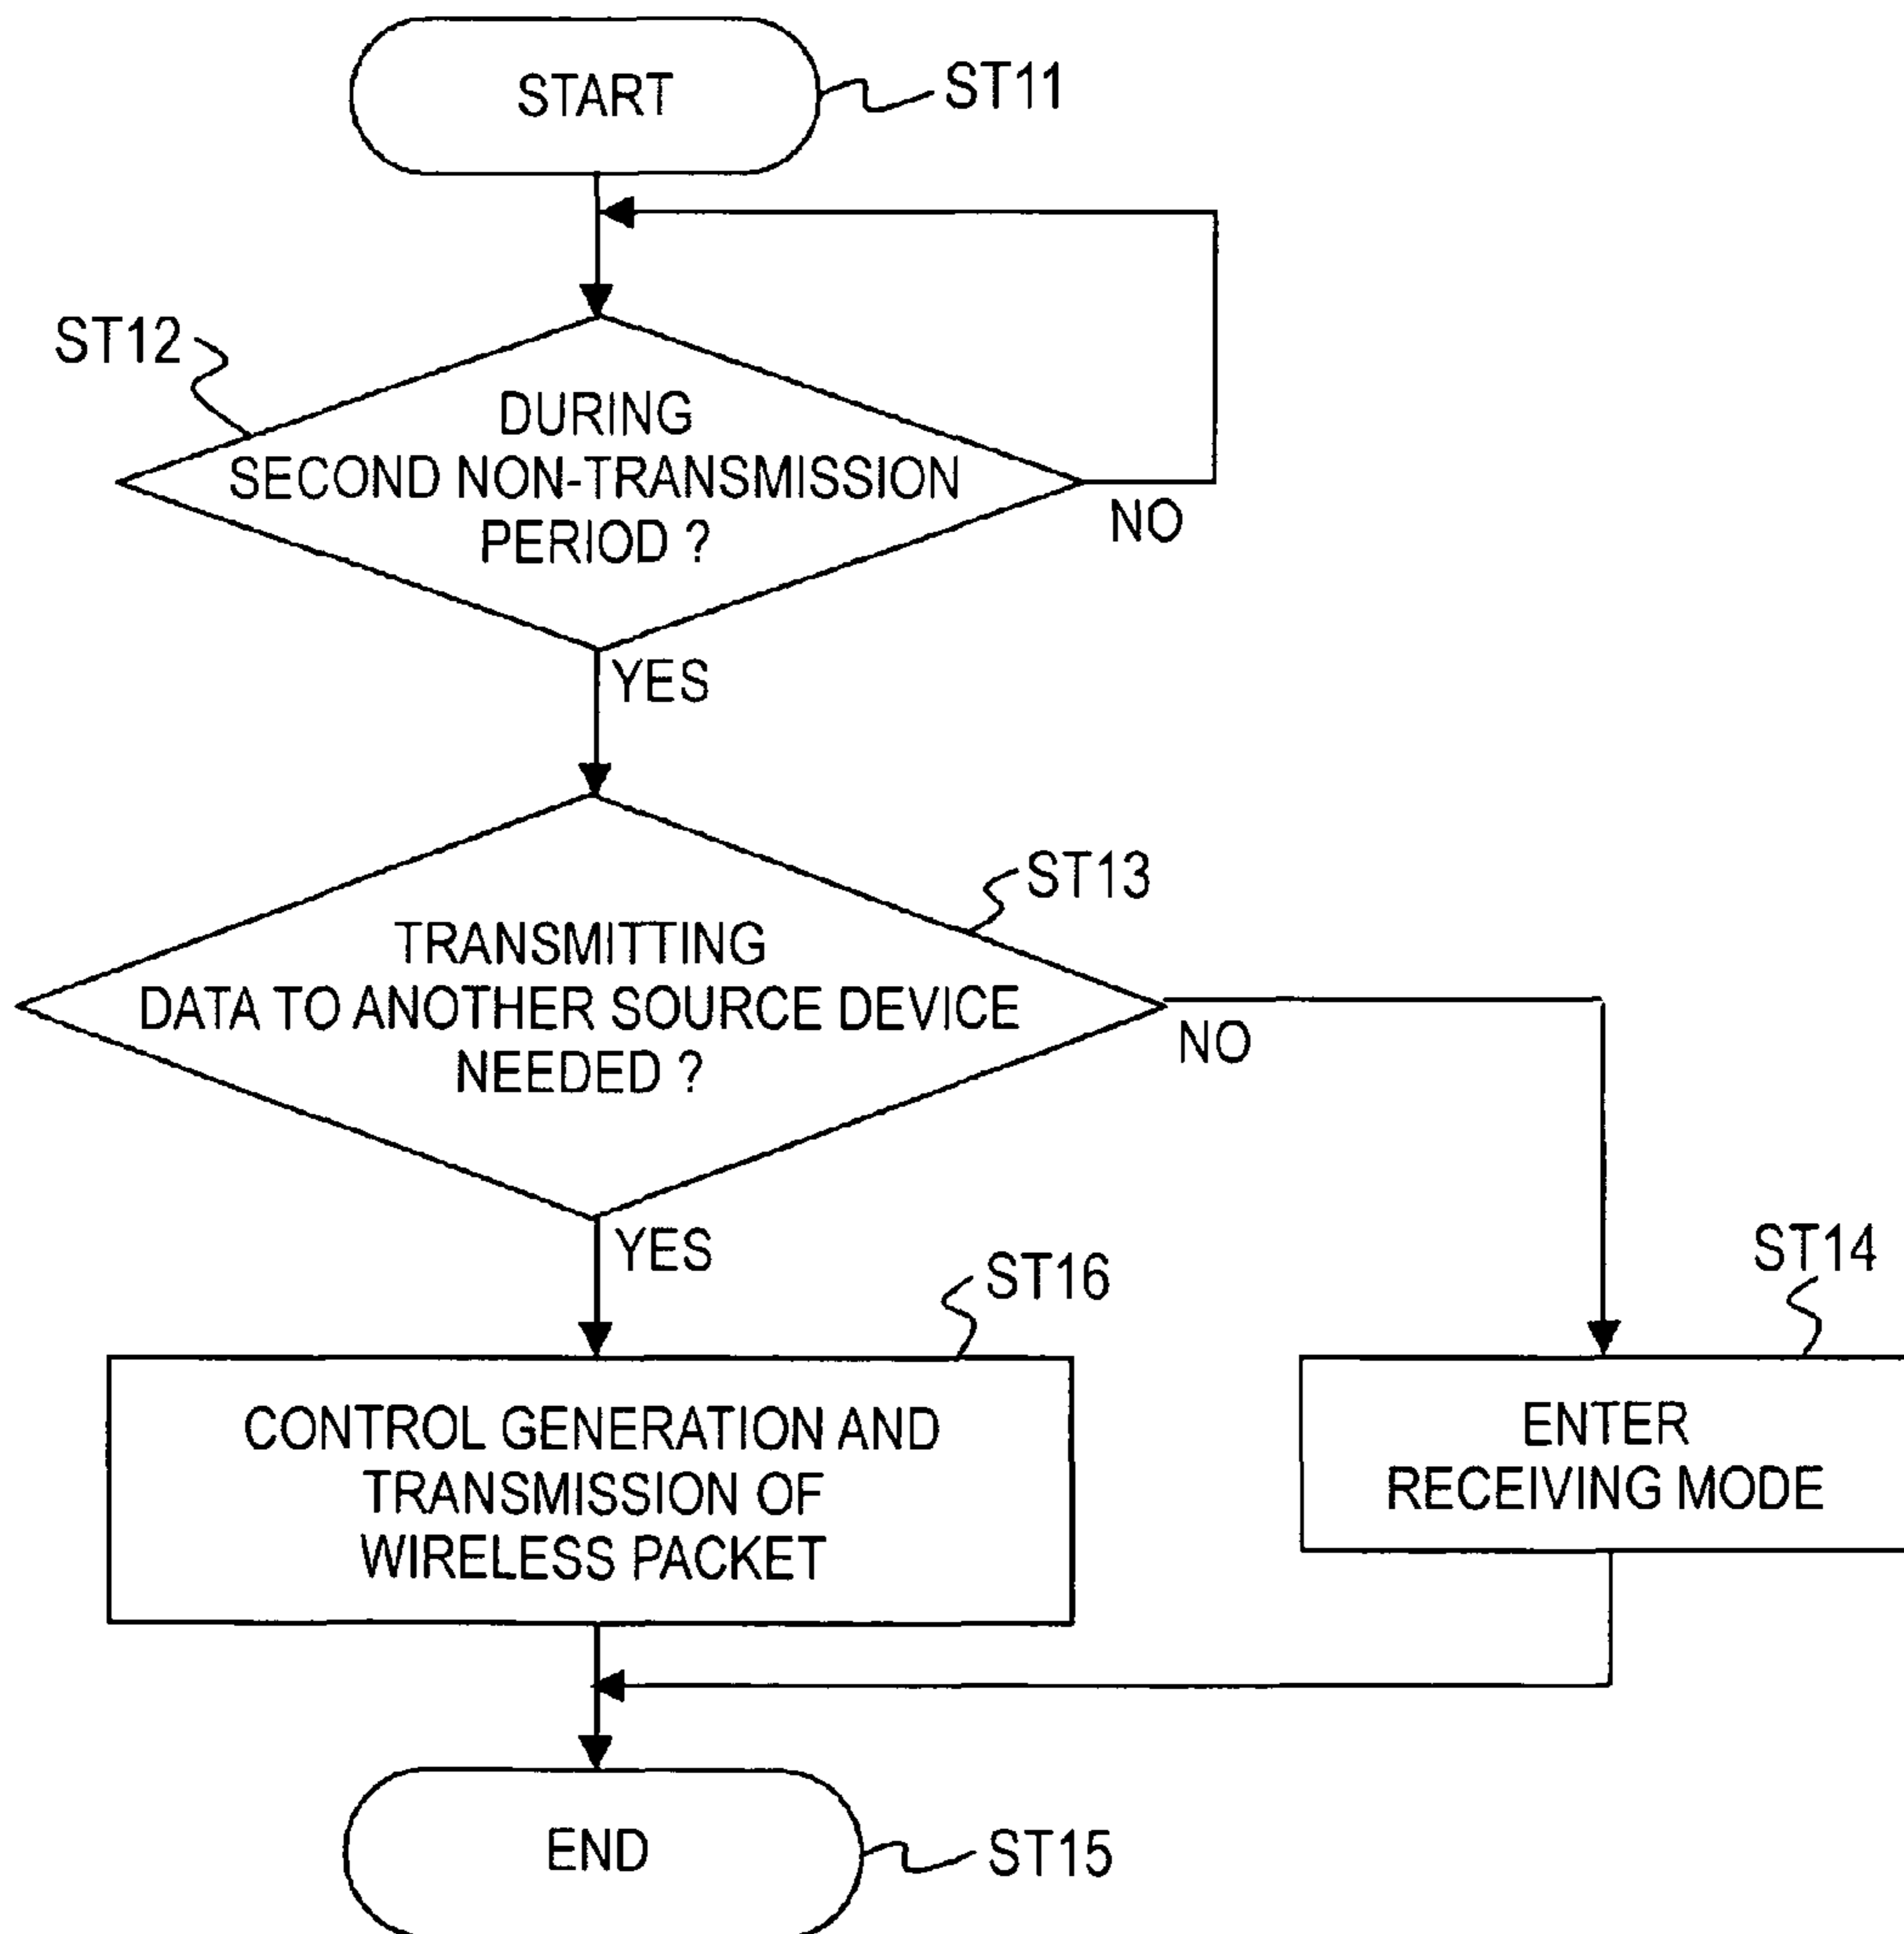 START
ST11
ST12
DURING
SECOND NON-TRANSMISSION
PERIOD ?
NO
YES
ST13
TRANSMITTING
DATA TO ANOTHER SOURCE DEVICE
NEEDED ?
NO
YES
ST16
ST14
CONTROL GENERATION AND
TRANSMISSION OF
WIRELESS PACKET
ENTER
RECEIVING MODE
END
ST15